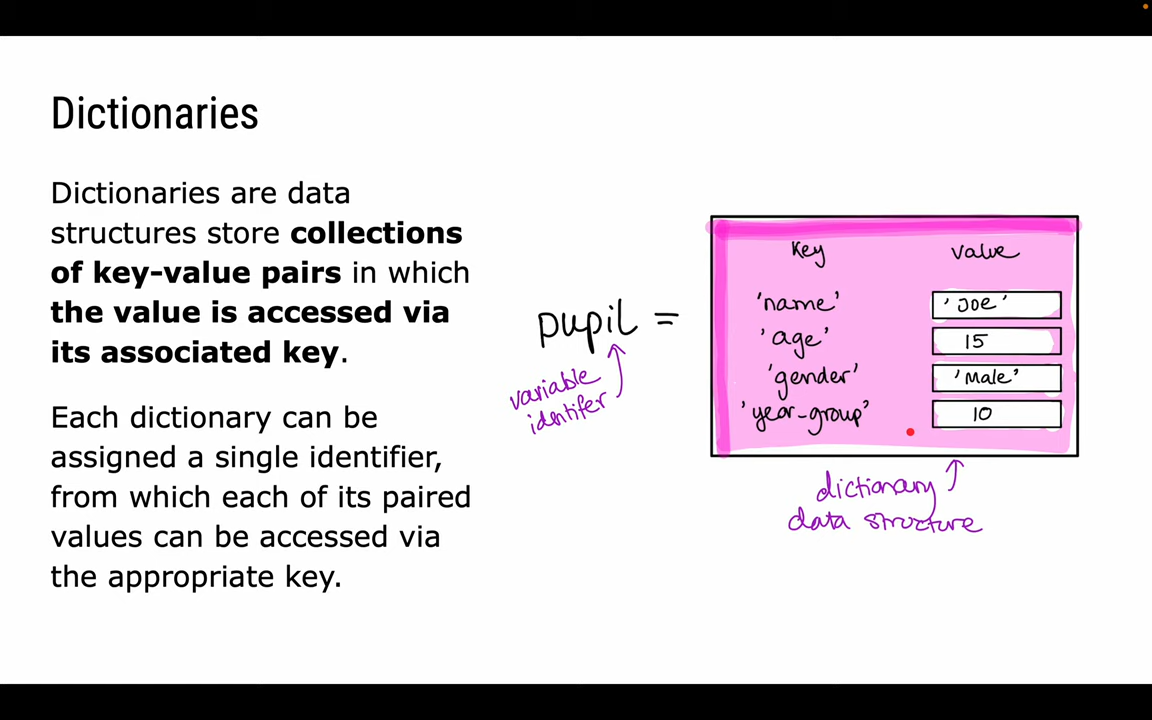 Dictionaries
Dictionaries are data
structures store collections
of key-value pairs in which
the value is accessed via
its associated key.
Each dictionary can be
assigned a single identifier,
from which each of its paired
values can be accessed via
the appropriate key.
pupil =
variable
identifer
key value
'name' 'Joe'
'age' 15
'gender' 'Male'
'year-group' 10
dictionary
data structure